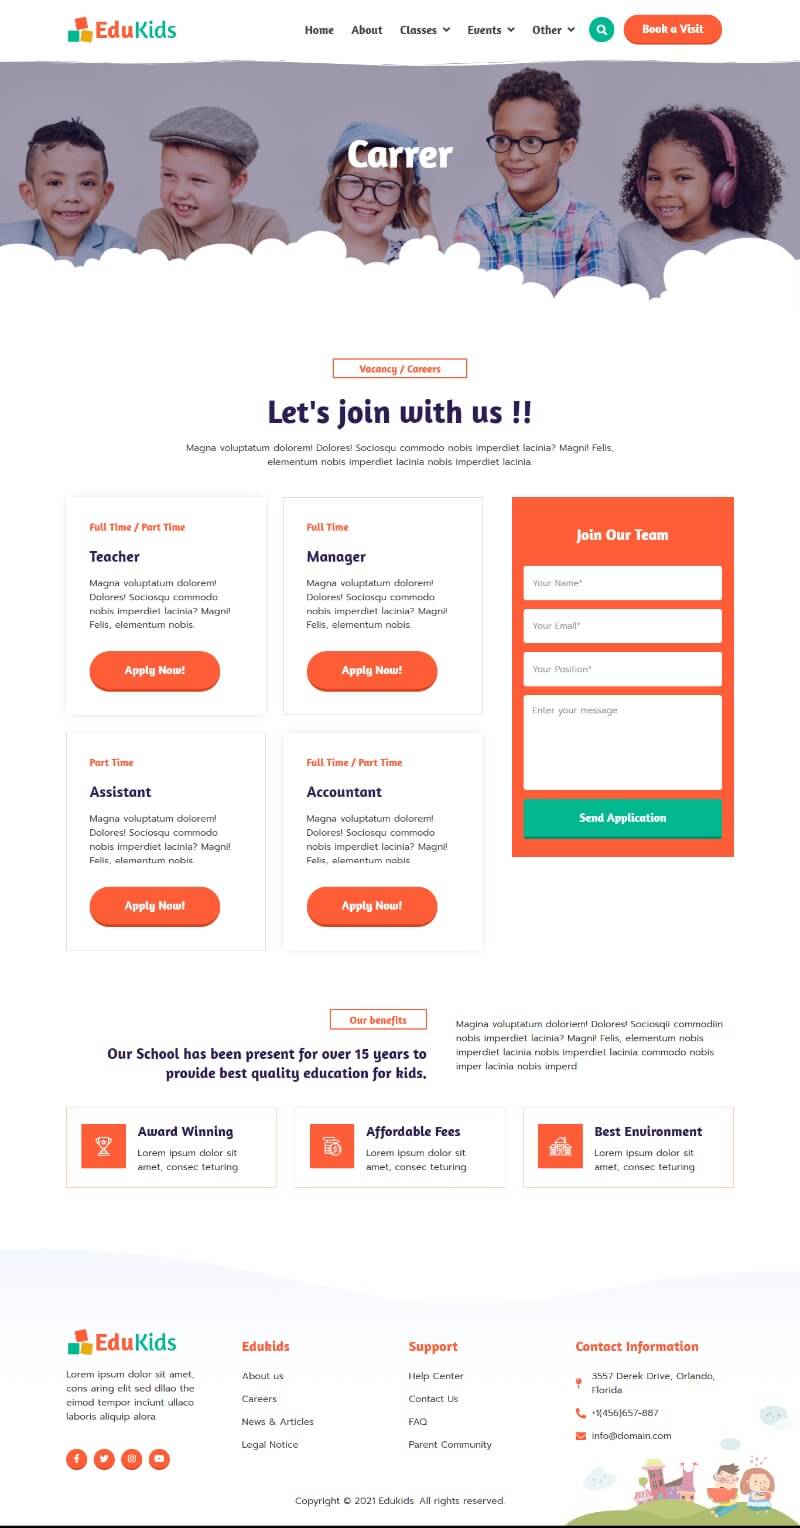 EduKids
Home About Classes Events Other Book a Visit
Carrer
Vacancy / Careers
Let's join with us !!
Magna voluptatum dolorem! Dolores! Sociosqu commodo nobis imperdiet lacinia? Magni! Felis,
elementum nobis imperdiet lacinia nobis imperdiet lacinia.
Full Time / Part Time
Teacher
Magna voluptatum dolorem!
Dolores! Sociosqu commodo
nobis imperdiet lacinia? Magni!
Felis, elementum nobis.
Apply Now!
Full Time
Manager
Magna voluptatum dolorem!
Dolores! Sociosqu commodo
nobis imperdiet lacinia? Magni!
Felis, elementum nobis.
Apply Now!
Part Time
Assistant
Magna voluptatum dolorem!
Dolores! Sociosqu commodo
nobis imperdiet lacinia? Magni!
Felis, elementum nobis.
Apply Now!
Full Time / Part Time
Accountant
Magna voluptatum dolorem!
Dolores! Sociosqu commodo
nobis imperdiet lacinia? Magni!
Felis, elementum nobis.
Apply Now!
Join Our Team
Your Name*
Your Email*
Your Position*
Enter your message
Send Application
Our benefits
Our School has been present for over 15 years to
provide best quality education for kids.
Magina voluptatum doloriem! Dolores! Sociosqii commodiin
nobis imperdiet lacinia? Magni! Felis, elementum nobis
imperdiet lacinia nobis imperdiet lacinia commodo nobis
imper lacinia nobis imperd.
Award Winning
Lorem ipsum dolor sit
amet, consec teturing.
Affordable Fees
Lorem ipsum dolor sit
amet, consec teturing.
Best Environment
Lorem ipsum dolor sit
amet, consec teturing.
EduKids
Lorem ipsum dolor sit amet,
cons aring elit sed dllao the
eimod tempor inciunt ullaco
laboris aliquip alora.
Edukids
About us
Careers
News & Articles
Legal Notice
Support
Help Center
Contact Us
FAQ
Parent Community
Contact Information
3557 Derek Drive, Orlando,
Florida
+1(456)657-887
info@domain.com
Copyright © 2021 Edukids. All rights reserved.